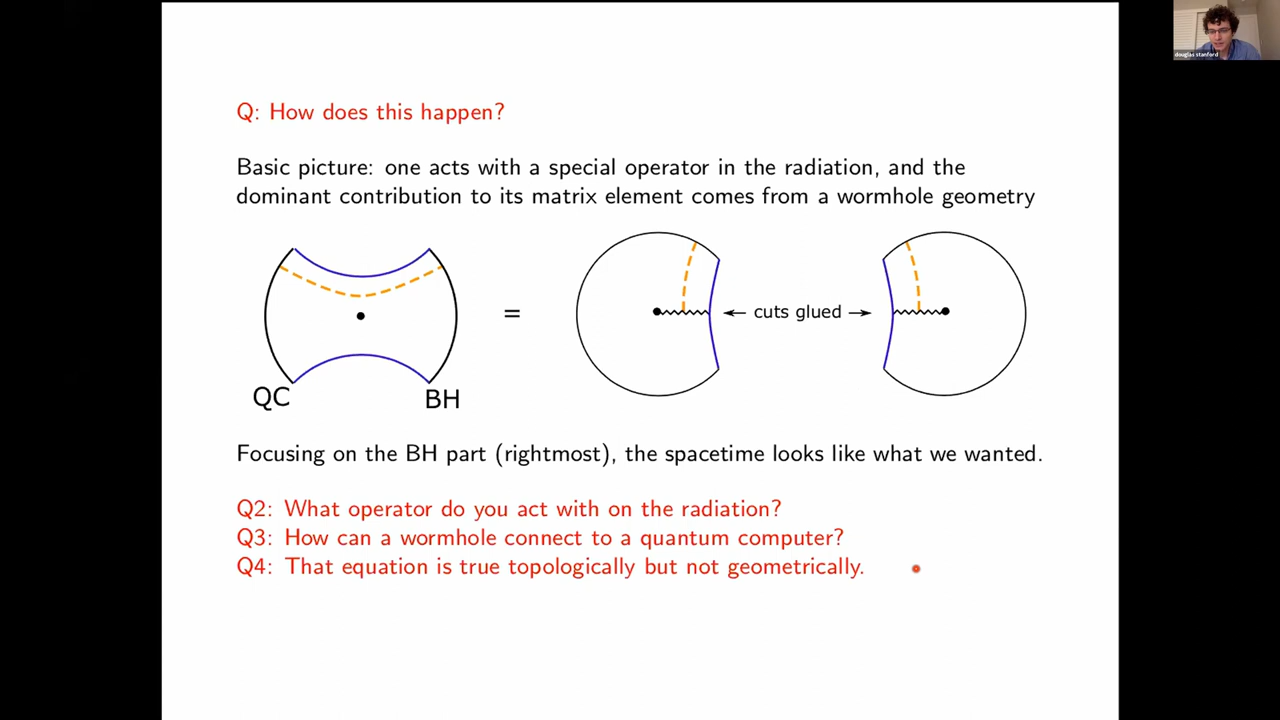 douglas stanford
Q: How does this happen?
Basic picture: one acts with a special operator in the radiation, and the
dominant contribution to its matrix element comes from a wormhole geometry
= ← cuts glued →
QC BH
Focusing on the BH part (rightmost), the spacetime looks like what we wanted.
Q2: What operator do you act with on the radiation?
Q3: How can a wormhole connect to a quantum computer?
Q4: That equation is true topologically but not geometrically.